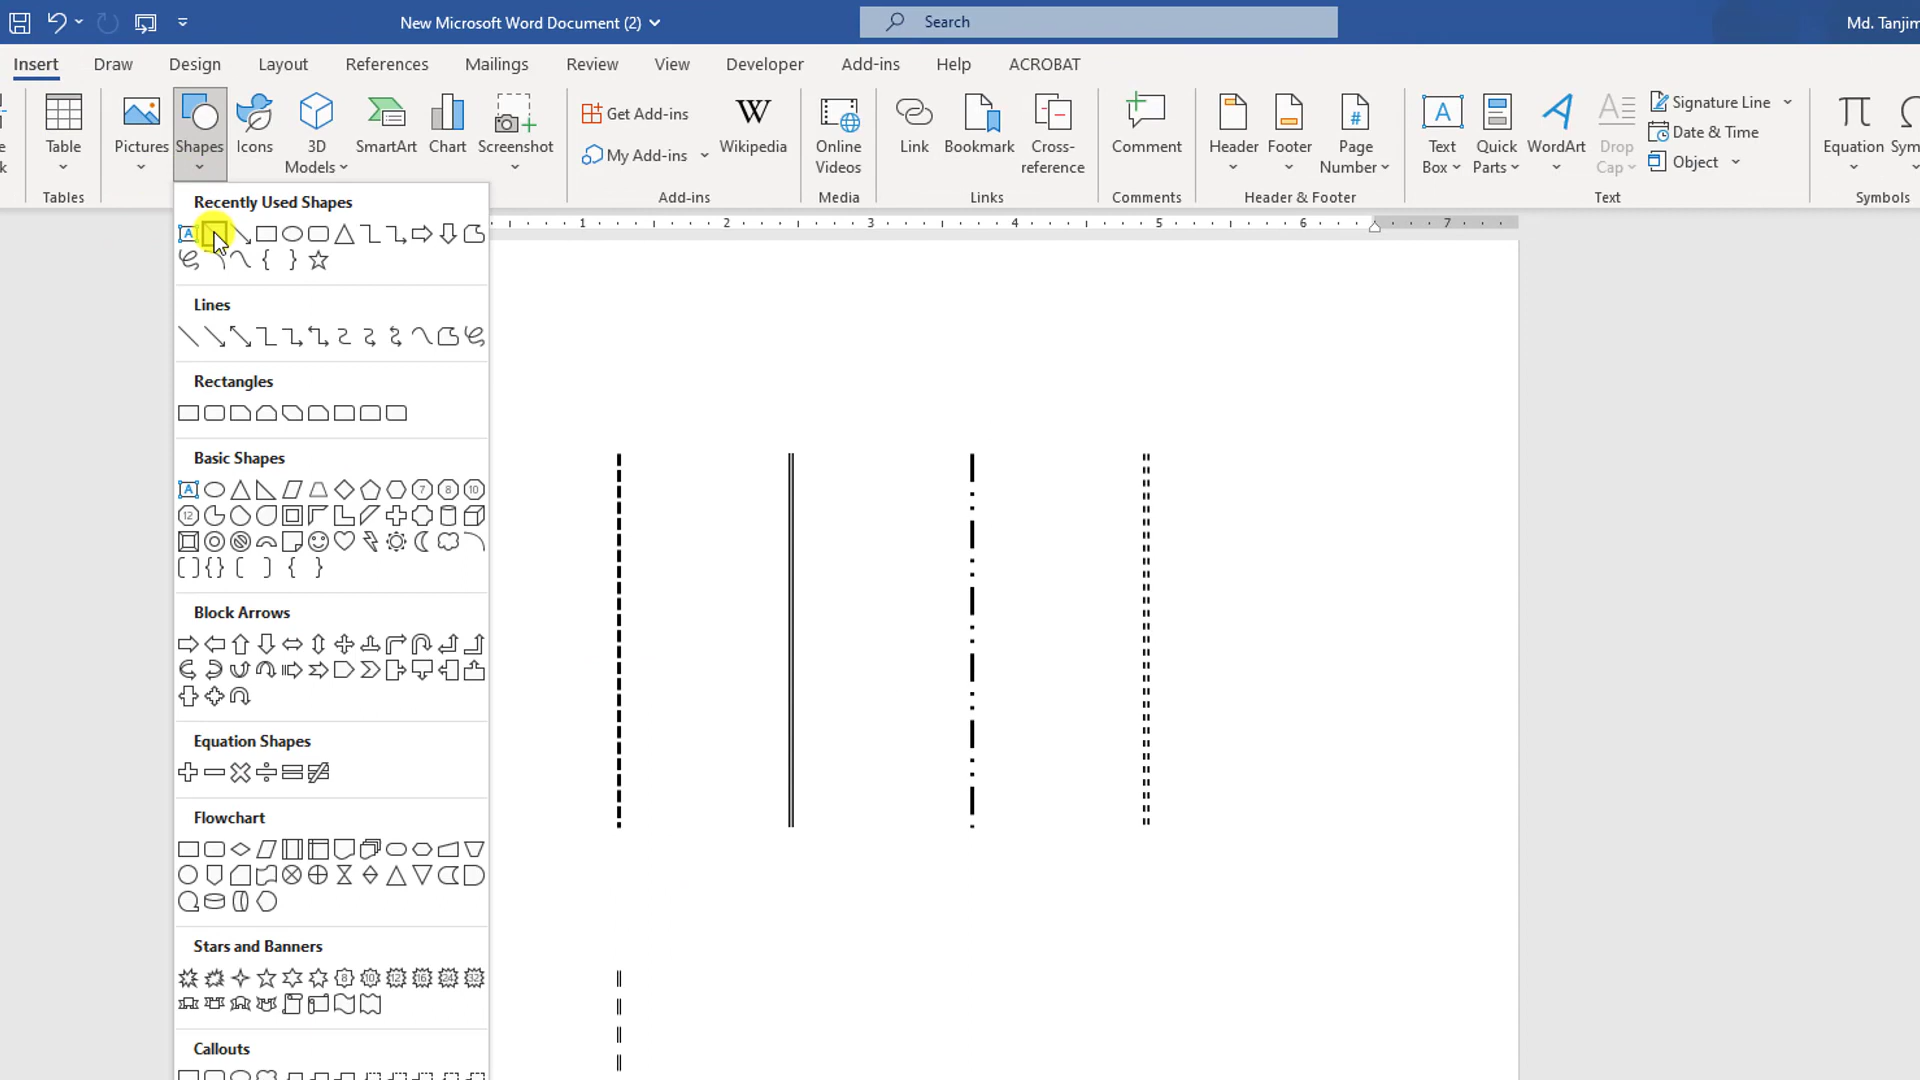 New Microsoft Word Document (2)
Search
Md. Tanjim
Insert Draw Design Layout References Mailings Review View Developer Add-ins Help ACROBAT
Table
Pictures
Shapes
Icons
3D Models
SmartArt
Chart
Screenshot
Get Add-ins
My Add-ins
Wikipedia
Online Videos
Link
Bookmark
Cross-reference
Comment
Header
Footer
Page Number
Text Box
Quick Parts
WordArt
Drop Cap
Signature Line
Date & Time
Object
Equation
Tables
Add-ins
Media
Links
Comments
Header & Footer
Text
Symbols
1 2 3 4 5 6 7
Recently Used Shapes
Lines
Rectangles
Basic Shapes
Block Arrows
Equation Shapes
Flowchart
Stars and Banners
Callouts